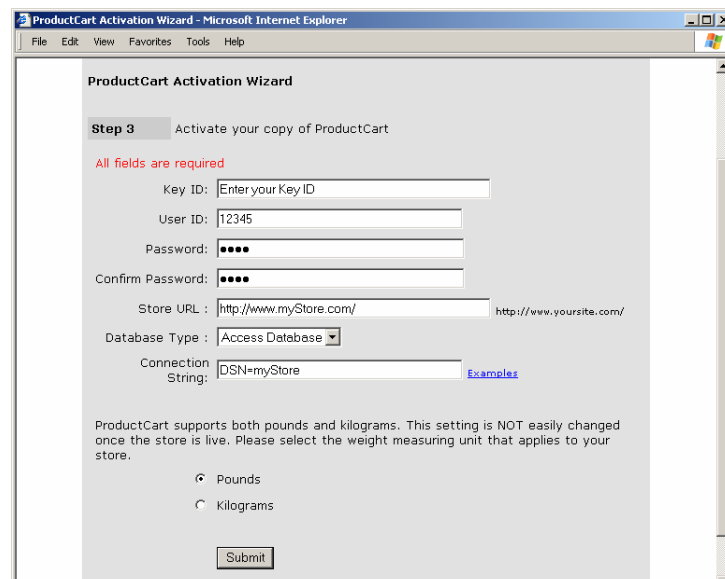 ProductCart Activation Wizard - Microsoft Internet Explorer
File Edit View Favorites Tools Help
ProductCart Activation Wizard
Step 3 Activate your copy of ProductCart
All fields are required
Key ID: Enter your Key ID
User ID: 12345
Password: ●●●●
Confirm Password: ●●●●
Store URL : http://www.myStore.com/ http://www.yoursite.com/
Database Type : Access Database
Connection
String: DSN=myStore Examples
ProductCart supports both pounds and kilograms. This setting is NOT easily changed
once the store is live. Please select the weight measuring unit that applies to your
store.
Pounds
Kilograms
Submit